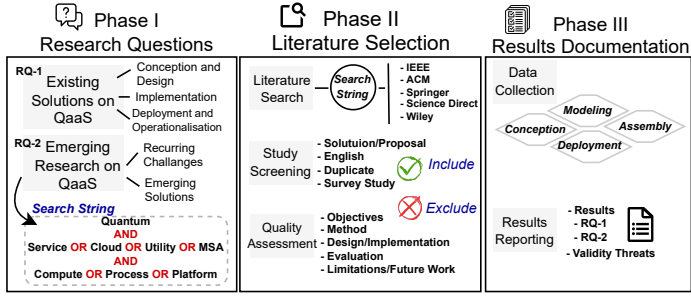 Phase I
Research Questions
RQ-1
Existing
Solutions on
QaaS
Conception and
Design
Implementation
Deployment and
Operationalisation
RQ-2
Emerging
Research on
QaaS
Recurring
Challanges
Emerging
Solutions
Search String
Quantum
AND
Service OR Cloud OR Utility OR MSA
AND
Compute OR Process OR Platform
Phase II
Literature Selection
Literature
Search
Search
String
- IEEE
- ACM
- Springer
- Science Direct
- Wiley
Study
Screening
- Solutuion/Proposal
- English
- Duplicate
- Survey Study
Include
Exclude
Quality
Assessment
- Objectives
- Method
- Design/Implementation
- Evaluation
- Limitations/Future Work
Phase III
Results Documentation
Data
Collection
Modeling
Conception
Assembly
Deployment
Results
Reporting
- Results
- RQ-1
- RQ-2
- Validity Threats